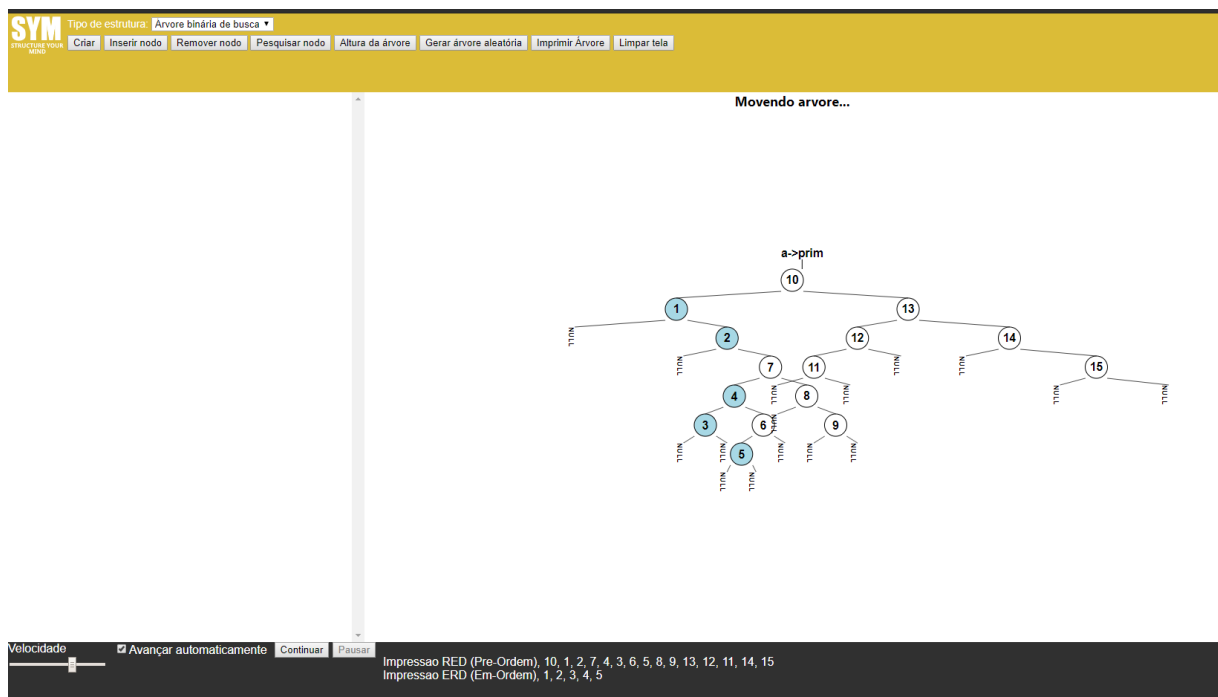 SYM
STRUCTURE YOUR
MIND
Tipo de estrutura: Arvore binária de busca
Criar Inserir nodo Remover nodo Pesquisar nodo Altura da árvore Gerar árvore aleatória Imprimir Árvore Limpar tela
Movendo arvore...
a->prim
10
1 13
NULL 2 12 14
NULL 7 11 NULL NULL 15
4 NULL 8 NULL NULL NULL
3 6 NULL 9
NULL NULL 5 NULL NULL NULL
NULL NULL
Velocidade Avançar automaticamente Continuar Pausar
Impressao RED (Pre-Ordem), 10, 1, 2, 7, 4, 3, 6, 5, 8, 9, 13, 12, 11, 14, 15
Impressao ERD (Em-Ordem), 1, 2, 3, 4, 5